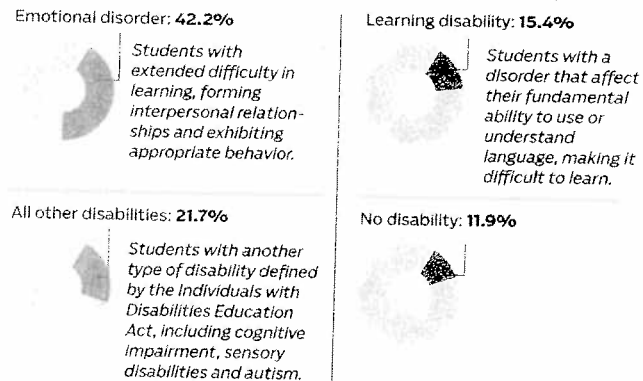 Emotional disorder: 42.2%
Students with
extended difficulty in
learning, forming
interpersonal relation-
ships and exhibiting
appropriate behavior.
Learning disability: 15.4%
Students with a
disorder that affect
their fundamental
ability to use or
understand
language, making it
difficult to learn.
All other disabilities: 21.7%
Students with another
type of disability defined
by the Individuals with
Disabilities Education
Act, including cognitive
impairment, sensory
disabilities and autism.
No disability: 11.9%